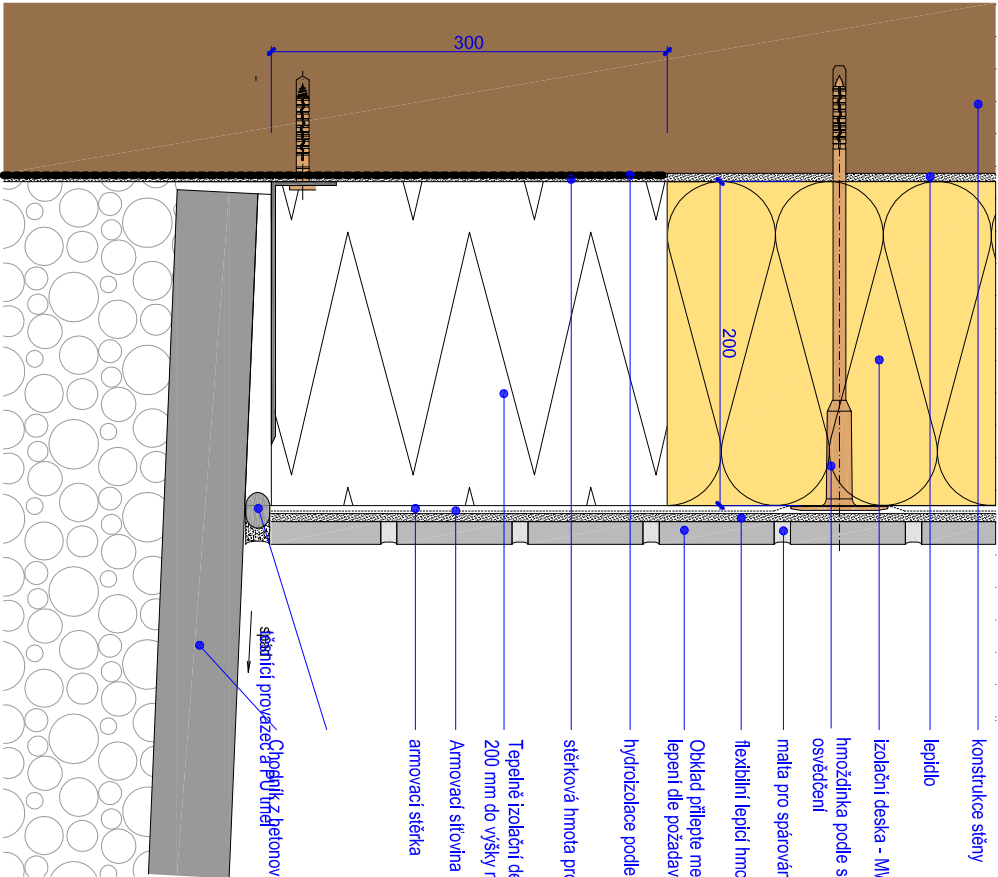 300
200
konstrukce stěny
lepidlo
izolační deska - MW
hmoždinka podle s
osvědčení
malta pro spárován
flexibilní lepicí hmo
Obklad přilepte me
lepení dle požadav
hydroizolace podle
stěrková hmota pro
Tepelně izolační de
200 mm do výšky
Armovací síťovina
armovací stěrka
těsnicí provazec a PU tmel
Chodník z betonov